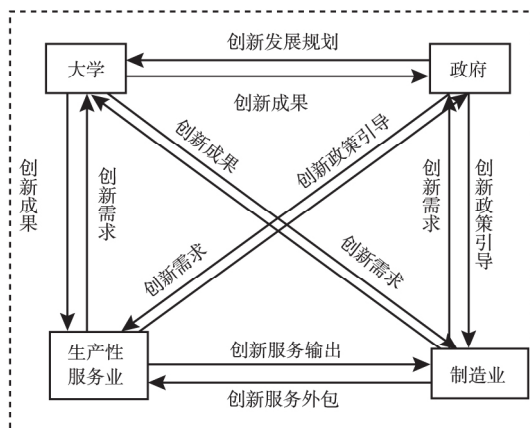 创新发展规划
大学
政府
创新成果
创新成果
创新政策引导
创新成果
创新需求
创新需求
创新政策引导
创新需求
创新需求
生产性
服务业
创新服务输出
制造业
创新服务外包